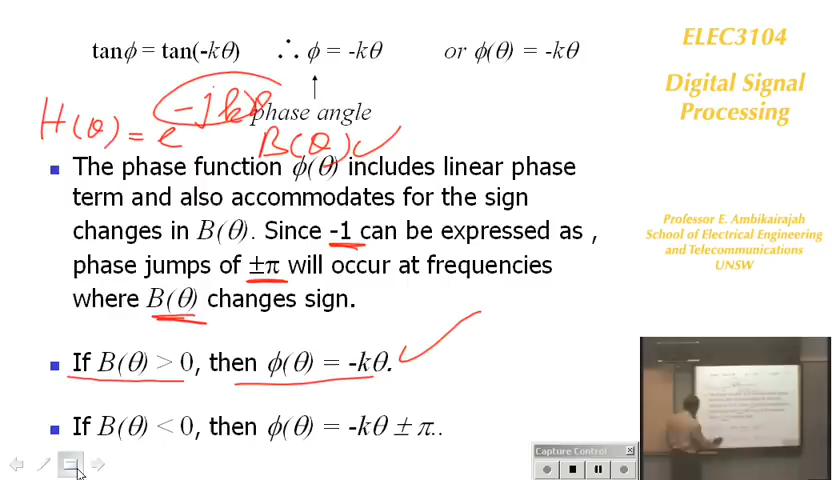 tanϕ = tan(-kθ) ∴ ϕ = -kθ or ϕ(θ) = -kθ
phase angle
H(θ) = e^(-jkθ) B(θ)
The phase function ϕ(θ) includes linear phase
term and also accommodates for the sign
changes in B(θ). Since -1 can be expressed as ,
phase jumps of ±π will occur at frequencies
where B(θ) changes sign.
If B(θ) > 0, then ϕ(θ) = -kθ.
If B(θ) < 0, then ϕ(θ) = -kθ ± π..
ELEC3104
Digital Signal
Processing
Professor E. Ambikairajah
School of Electrical Engineering
and Telecommunications
UNSW
Capture Control